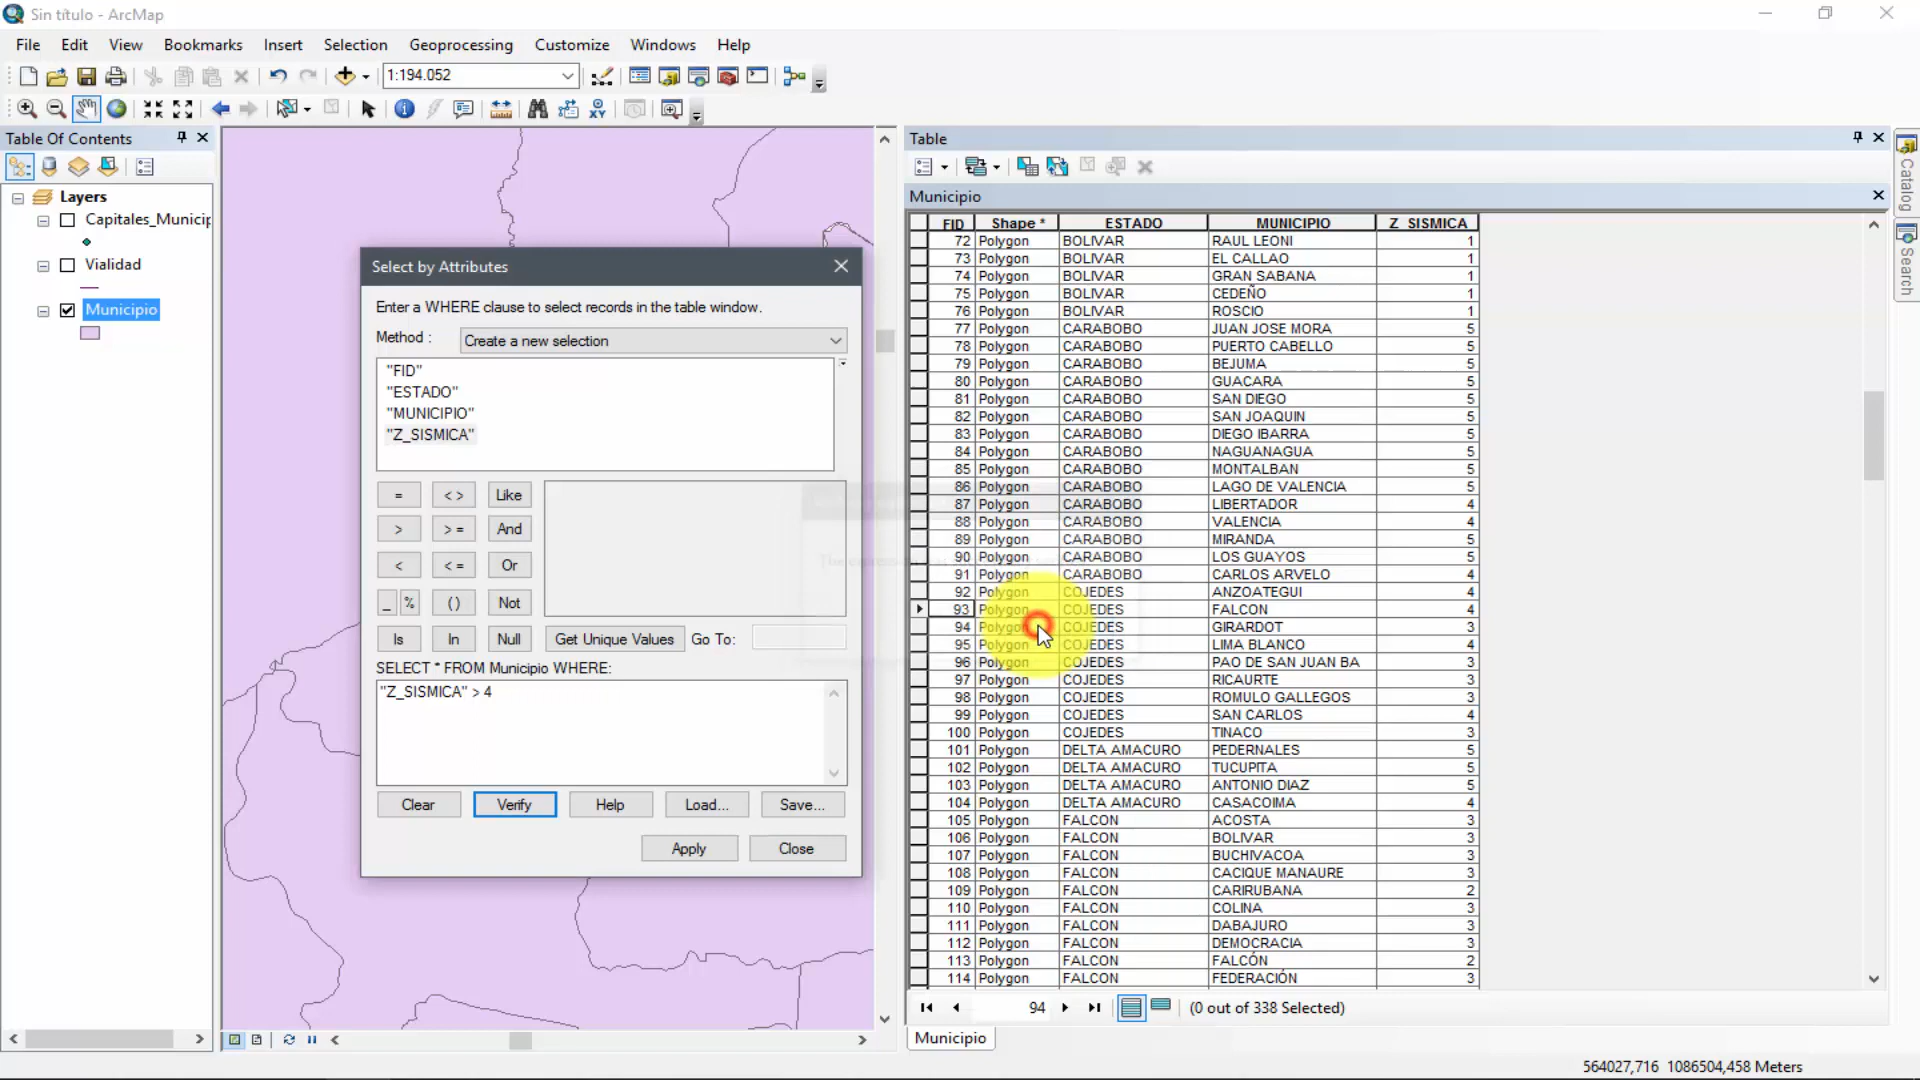 Sin título - ArcMap
File Edit View Bookmarks Insert Selection Geoprocessing Customize Windows Help
1:194.052
Table Of Contents
Layers
Capitales_Municip
Vialidad
Municipio
Select by Attributes
Enter a WHERE clause to select records in the table window.
Method : Create a new selection
"FID"
"ESTADO"
"MUNICIPIO"
"Z_SISMICA"
= < > Like
> > = And
< < = Or
_ % ( ) Not
Is In Null Get Unique Values Go To:
SELECT * FROM Municipio WHERE:
"Z_SISMICA" > 4
Clear Verify Help Load... Save...
Apply Close
Table
Municipio
FID Shape * ESTADO MUNICIPIO Z_SISMICA
72 Polygon BOLIVAR RAUL LEONI 1
73 Polygon BOLIVAR EL CALLAO 1
74 Polygon BOLIVAR GRAN SABANA 1
75 Polygon BOLIVAR CEDEÑO 1
76 Polygon BOLIVAR ROSCIO 1
77 Polygon CARABOBO JUAN JOSE MORA 5
78 Polygon CARABOBO PUERTO CABELLO 5
79 Polygon CARABOBO BEJUMA 5
80 Polygon CARABOBO GUACARA 5
81 Polygon CARABOBO SAN DIEGO 5
82 Polygon CARABOBO SAN JOAQUIN 5
83 Polygon CARABOBO DIEGO IBARRA 5
84 Polygon CARABOBO NAGUANAGUA 5
85 Polygon CARABOBO MONTALBAN 5
86 Polygon CARABOBO LAGO DE VALENCIA 5
87 Polygon CARABOBO LIBERTADOR 4
88 Polygon CARABOBO VALENCIA 4
89 Polygon CARABOBO MIRANDA 5
90 Polygon CARABOBO LOS GUAYOS 5
91 Polygon CARABOBO CARLOS ARVELO 4
92 Polygon COJEDES ANZOATEGUI 4
93 Polygon COJEDES FALCON 4
94 Polygon COJEDES GIRARDOT 3
95 Polygon COJEDES LIMA BLANCO 4
96 Polygon COJEDES PAO DE SAN JUAN BA 3
97 Polygon COJEDES RICAURTE 3
98 Polygon COJEDES ROMULO GALLEGOS 3
99 Polygon COJEDES SAN CARLOS 4
100 Polygon COJEDES TINACO 3
101 Polygon DELTA AMACURO PEDERNALES 5
102 Polygon DELTA AMACURO TUCUPITA 5
103 Polygon DELTA AMACURO ANTONIO DIAZ 5
104 Polygon DELTA AMACURO CASACOIMA 4
105 Polygon FALCON ACOSTA 3
106 Polygon FALCON BOLIVAR 3
107 Polygon FALCON BUCHIVACOA 3
108 Polygon FALCON CACIQUE MANAURE 3
109 Polygon FALCON CARIRUBANA 2
110 Polygon FALCON COLINA 3
111 Polygon FALCON DABAJURO 3
112 Polygon FALCON DEMOCRACIA 3
113 Polygon FALCON FALCÓN 2
114 Polygon FALCON FEDERACIÓN 3
94 (0 out of 338 Selected)
Municipio
Catalog
Search
564027,716 1086504,458 Meters